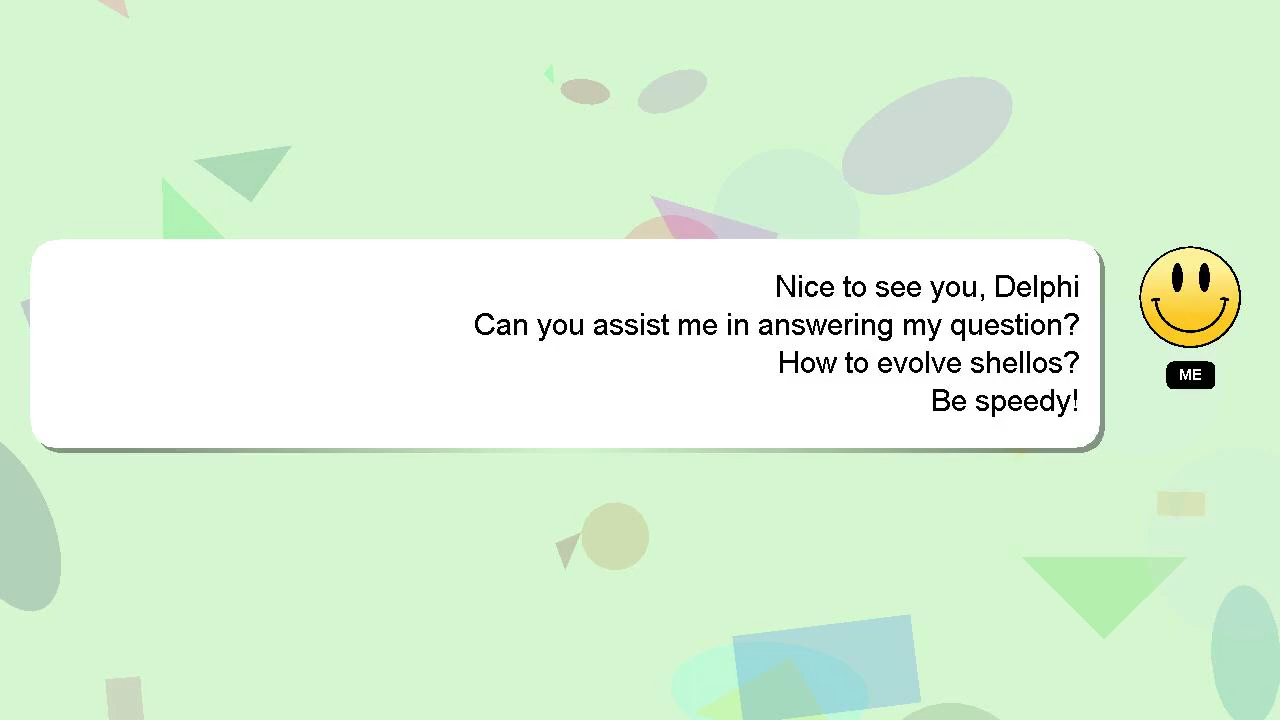 Nice to see you, Delphi
Can you assist me in answering my question?
How to evolve shellos?
Be speedy!
ME